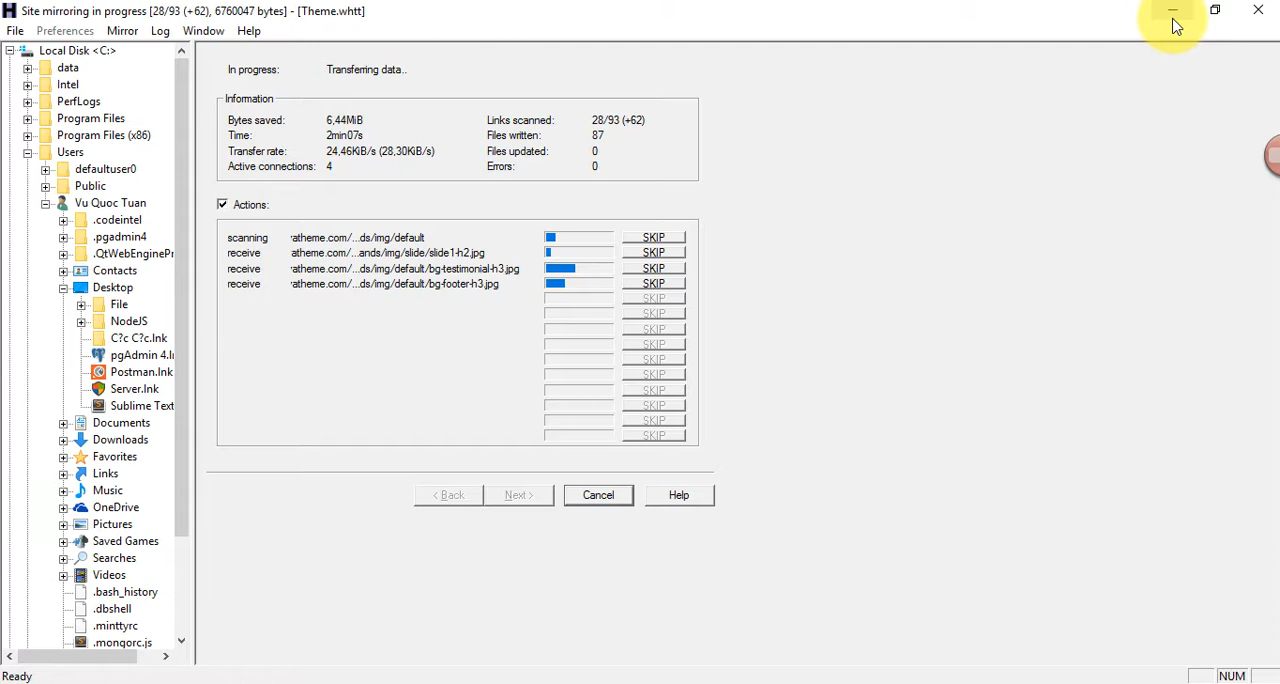 Site mirroring in progress [28/93 (+62), 6760047 bytes] - [Theme.whtt]
File Preferences Mirror Log Window Help
Local Disk <C:>
data
Intel
PerfLogs
Program Files
Program Files (x86)
Users
defaultuser0
Public
Vu Quoc Tuan
.codeintel
.pgadmin4
.QtWebEnginePr
Contacts
Desktop
File
NodeJS
C?c C?c.lnk
pgAdmin 4.ln
Postman.lnk
Server.lnk
Sublime Text
Documents
Downloads
Favorites
Links
Music
OneDrive
Pictures
Saved Games
Searches
Videos
.bash_history
.dbshell
.minttyrc
.mongorc.js
In progress: Transferring data..
Information
Bytes saved: 6,44MiB Links scanned: 28/93 (+62)
Time: 2min07s Files written: 87
Transfer rate: 24,46KiB/s (28,30KiB/s) Files updated: 0
Active connections: 4 Errors: 0
Actions:
scanning ratheme.com/...ds/img/default SKIP
receive atheme.com/...ands/img/slide/slide1-h2.jpg SKIP
receive ratheme.com/...ds/img/default/bg-testimonial-h3.jpg SKIP
receive ratheme.com/...ds/img/default/bg-footer-h3.jpg SKIP
SKIP
SKIP
SKIP
SKIP
SKIP
SKIP
SKIP
SKIP
SKIP
SKIP
< Back Next > Cancel Help
Ready NUM